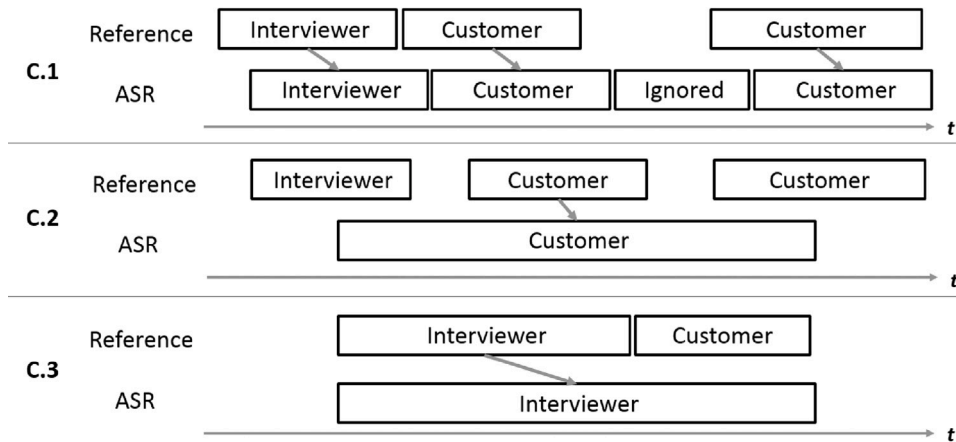 Reference Interviewer Customer Customer
C.1
ASR Interviewer Customer Ignored Customer
t
Reference Interviewer Customer Customer
C.2
ASR Customer
t
Reference Interviewer Customer
C.3
ASR Interviewer
t